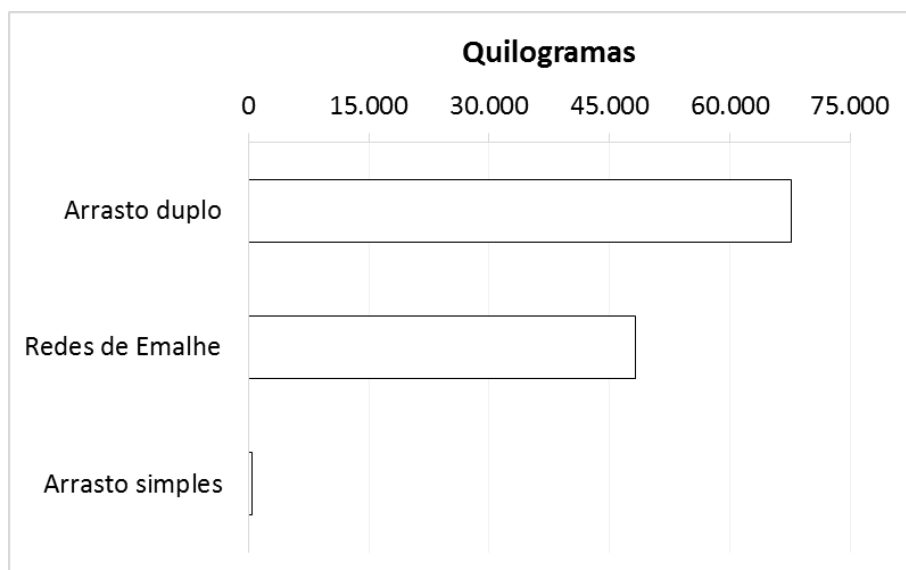 Quilogramas
0 15.000 30.000 45.000 60.000 75.000
Arrasto duplo
Redes de Emalhe
Arrasto simples